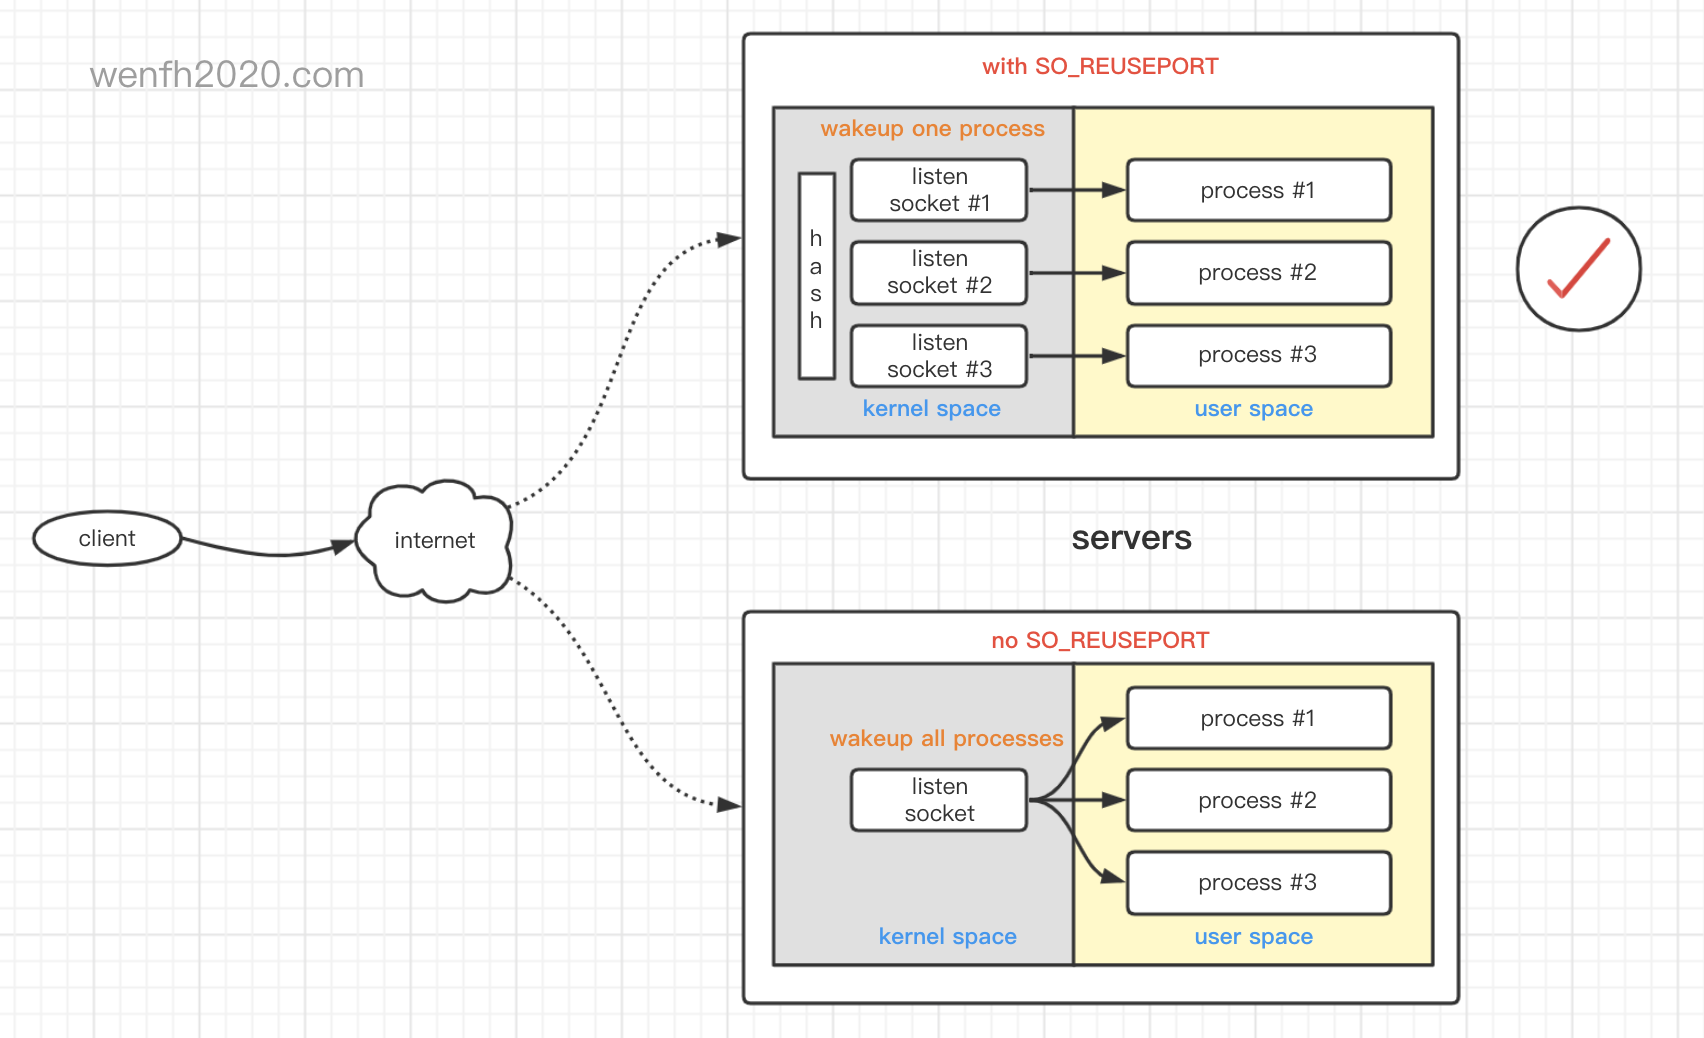 wenfh2020.com
with SO_REUSEPORT
wakeup one process
hash
listen
socket #1
process #1
listen
socket #2
process #2
listen
socket #3
process #3
kernel space
user space
client
internet
servers
no SO_REUSEPORT
wakeup all processes
listen
socket
process #1
process #2
process #3
kernel space
user space